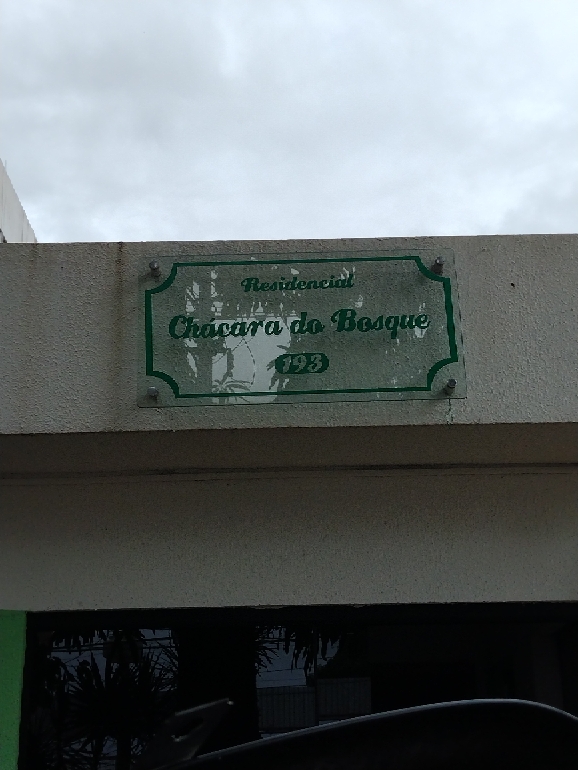 Residencial
Chácara do Bosque
193